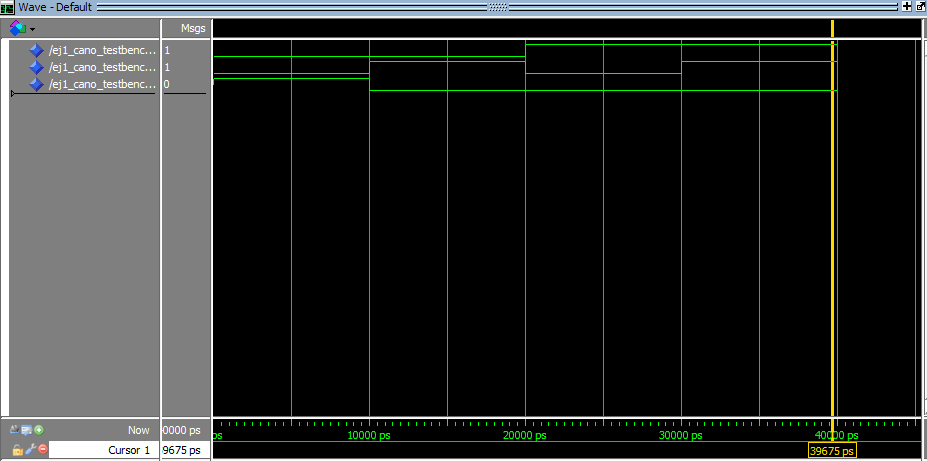 Wave - Default
Msgs
/ej1_cano_testbenc... 1
/ej1_cano_testbenc... 1
/ej1_cano_testbenc... 0
Now 0000 ps
ps 10000 ps 20000 ps 30000 ps 40000 ps
Cursor 1 9675 ps
39675 ps